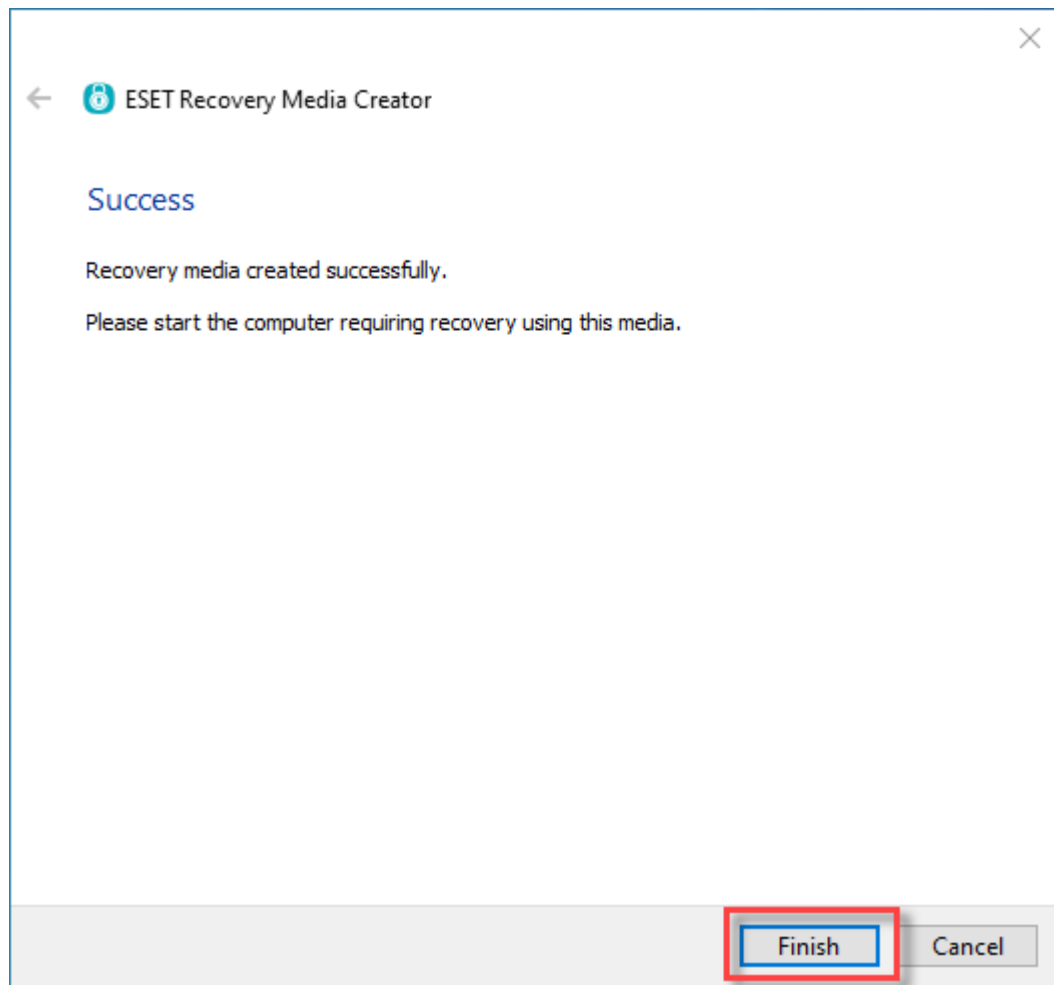 ESET Recovery Media Creator
Success
Recovery media created successfully.
Please start the computer requiring recovery using this media.
Finish
Cancel